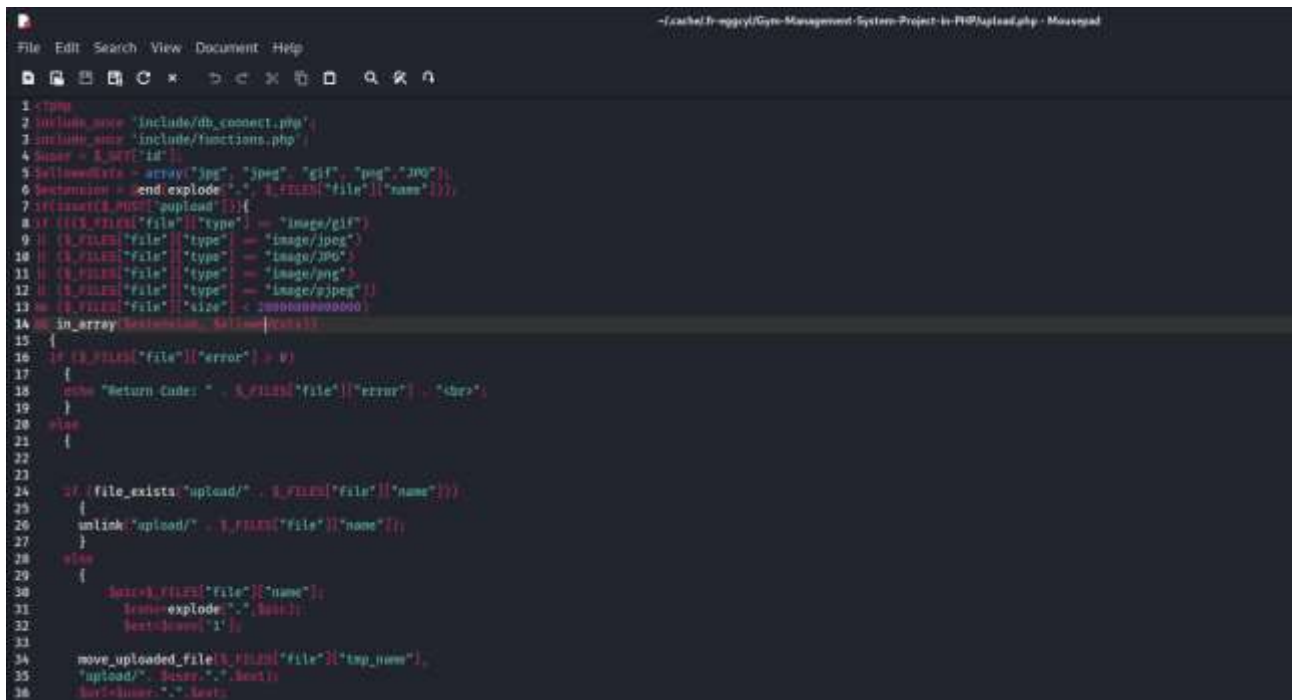 ~/.cache/.fr-eggcyl/Gym-Management-System-Project-in-PHP/upload.php - Mousepad
File Edit Search View Document Help
1 <?php
2 include_once 'include/db_connect.php';
3 include_once 'include/functions.php';
4 $user = $_GET['id'];
5 $allowedExts = array("jpg", "jpeg", "gif", "png","JPG");
6 $extension = @end(explode(".", $_FILES["file"]["name"]));
7 if(isset($_POST['pupload'])){
8 if ((($_FILES["file"]["type"] == "image/gif")
9 || ($_FILES["file"]["type"] == "image/jpeg")
10 || ($_FILES["file"]["type"] == "image/JPG")
11 || ($_FILES["file"]["type"] == "image/png")
12 || ($_FILES["file"]["type"] == "image/pjpeg"))
13 && ($_FILES["file"]["size"] <
14 && in_array($extension, $allowedExts))
15 {
16 if ($_FILES["file"]["error"] > 0)
17 {
18 echo "Return Code: " . $_FILES["file"]["error"] . "<br>";
19 }
20 else
21 {
22
23
24 if (file_exists("upload/" . $_FILES["file"]["name"]))
25 {
26 unlink("upload/" . $_FILES["file"]["name"]);
27 }
28 else
29 {
30 $pic=$_FILES["file"]["name"];
31 $conv=explode(".",$pic);
32 $ext=$conv['1'];
33
34 move_uploaded_file($_FILES["file"]["tmp_name"],
35 "upload/". $user.".".$ext);
36 $url=$user.".".$ext;